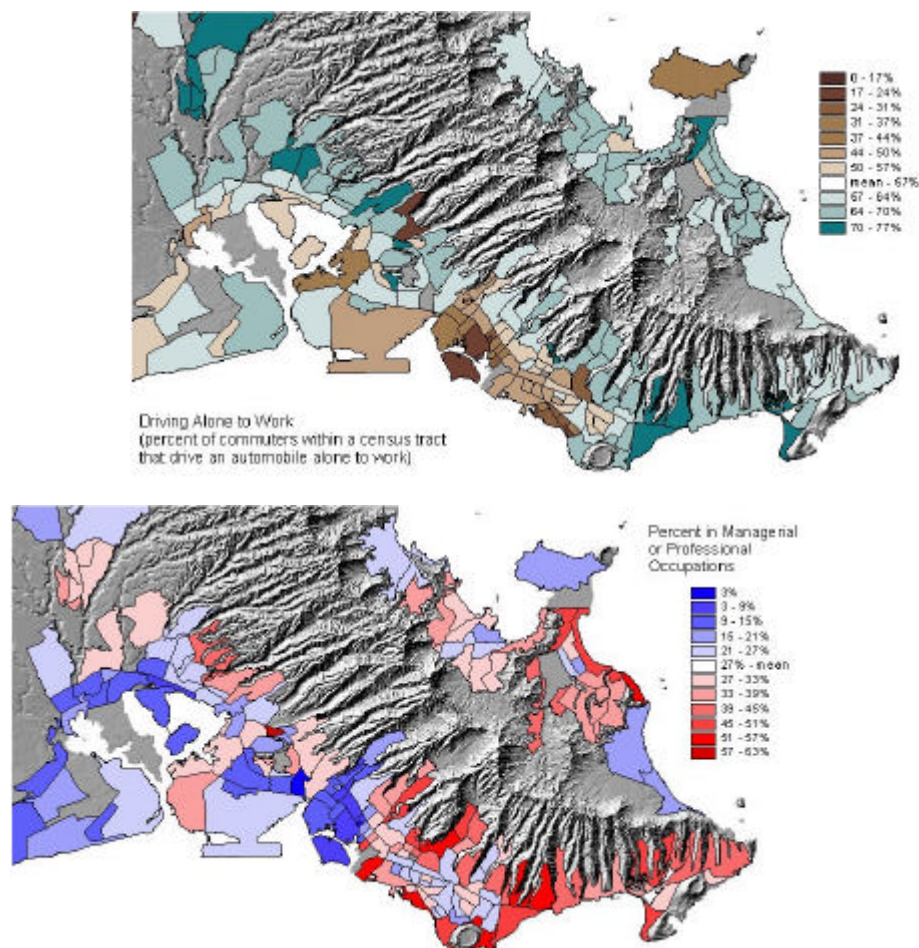 0 - 17%
17 - 24%
24 - 31%
31 - 37%
37 - 44%
44 - 50%
50 - 57%
mean - 57%
57 - 64%
64 - 70%
70 - 77%
Driving Alone to Work
(percent of commuters within a census tract
that drive an automobile alone to work)
Percent in Managerial
or Professional
Occupations
3%
3 - 9%
9 - 15%
15 - 21%
21 - 27%
27% - mean
27 - 33%
33 - 39%
39 - 45%
45 - 51%
51 - 57%
57 - 63%